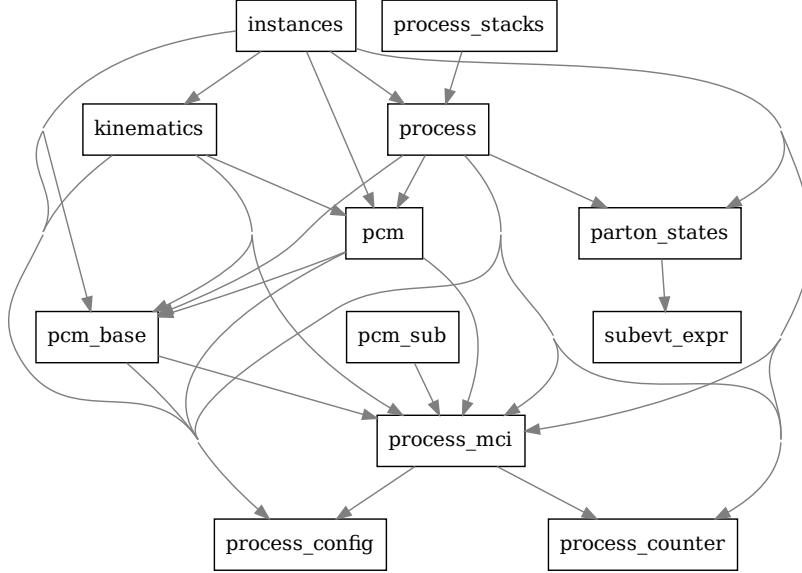 instances
process_stacks
kinematics
process
pcm
parton_states
pcm_base
pcm_sub
subevt_expr
process_mci
process_config
process_counter